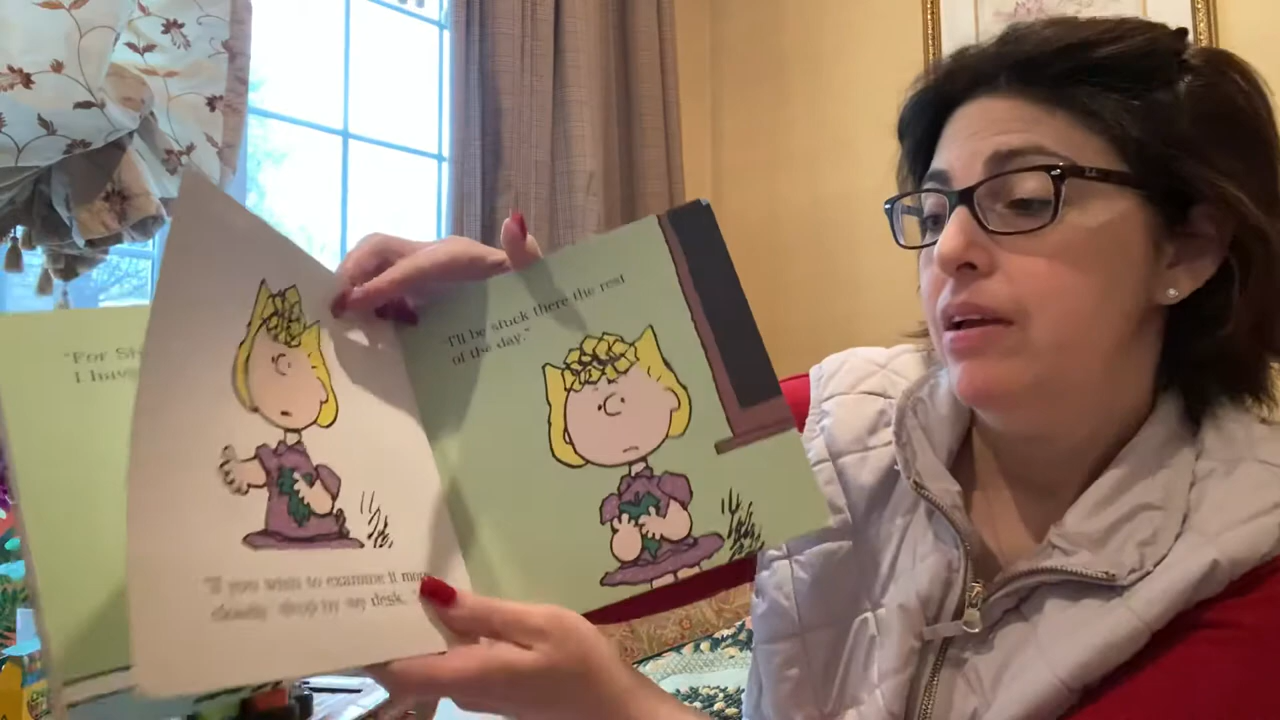 "For Sh
I have
"If you wish to examine it more
closely, drop by my desk."
"I'll be stuck there the rest
of the day."